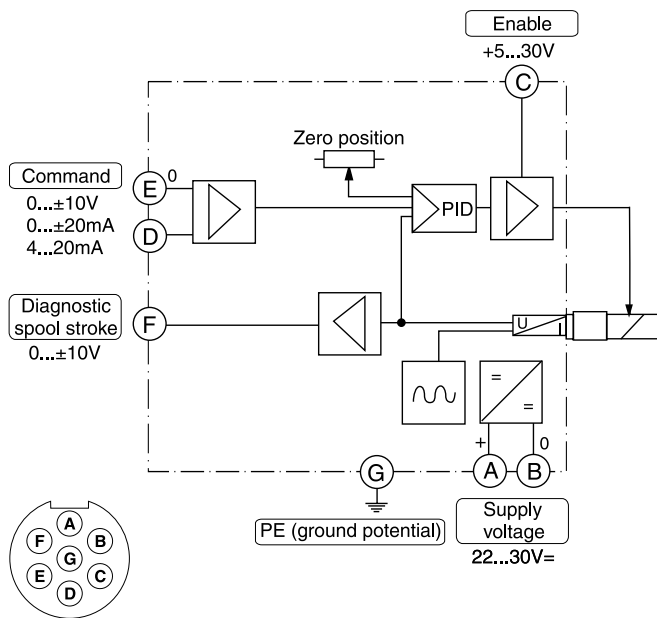 Enable
+5...30V
C
Zero position
Command
0...±10V
0...±20mA
4...20mA
E
0
D
PID
Diagnostic
spool stroke
0...±10V
F
U
I
=
=
+
0
G
A
B
PE (ground potential)
Supply
voltage
22...30V=
A
F
B
G
E
C
D